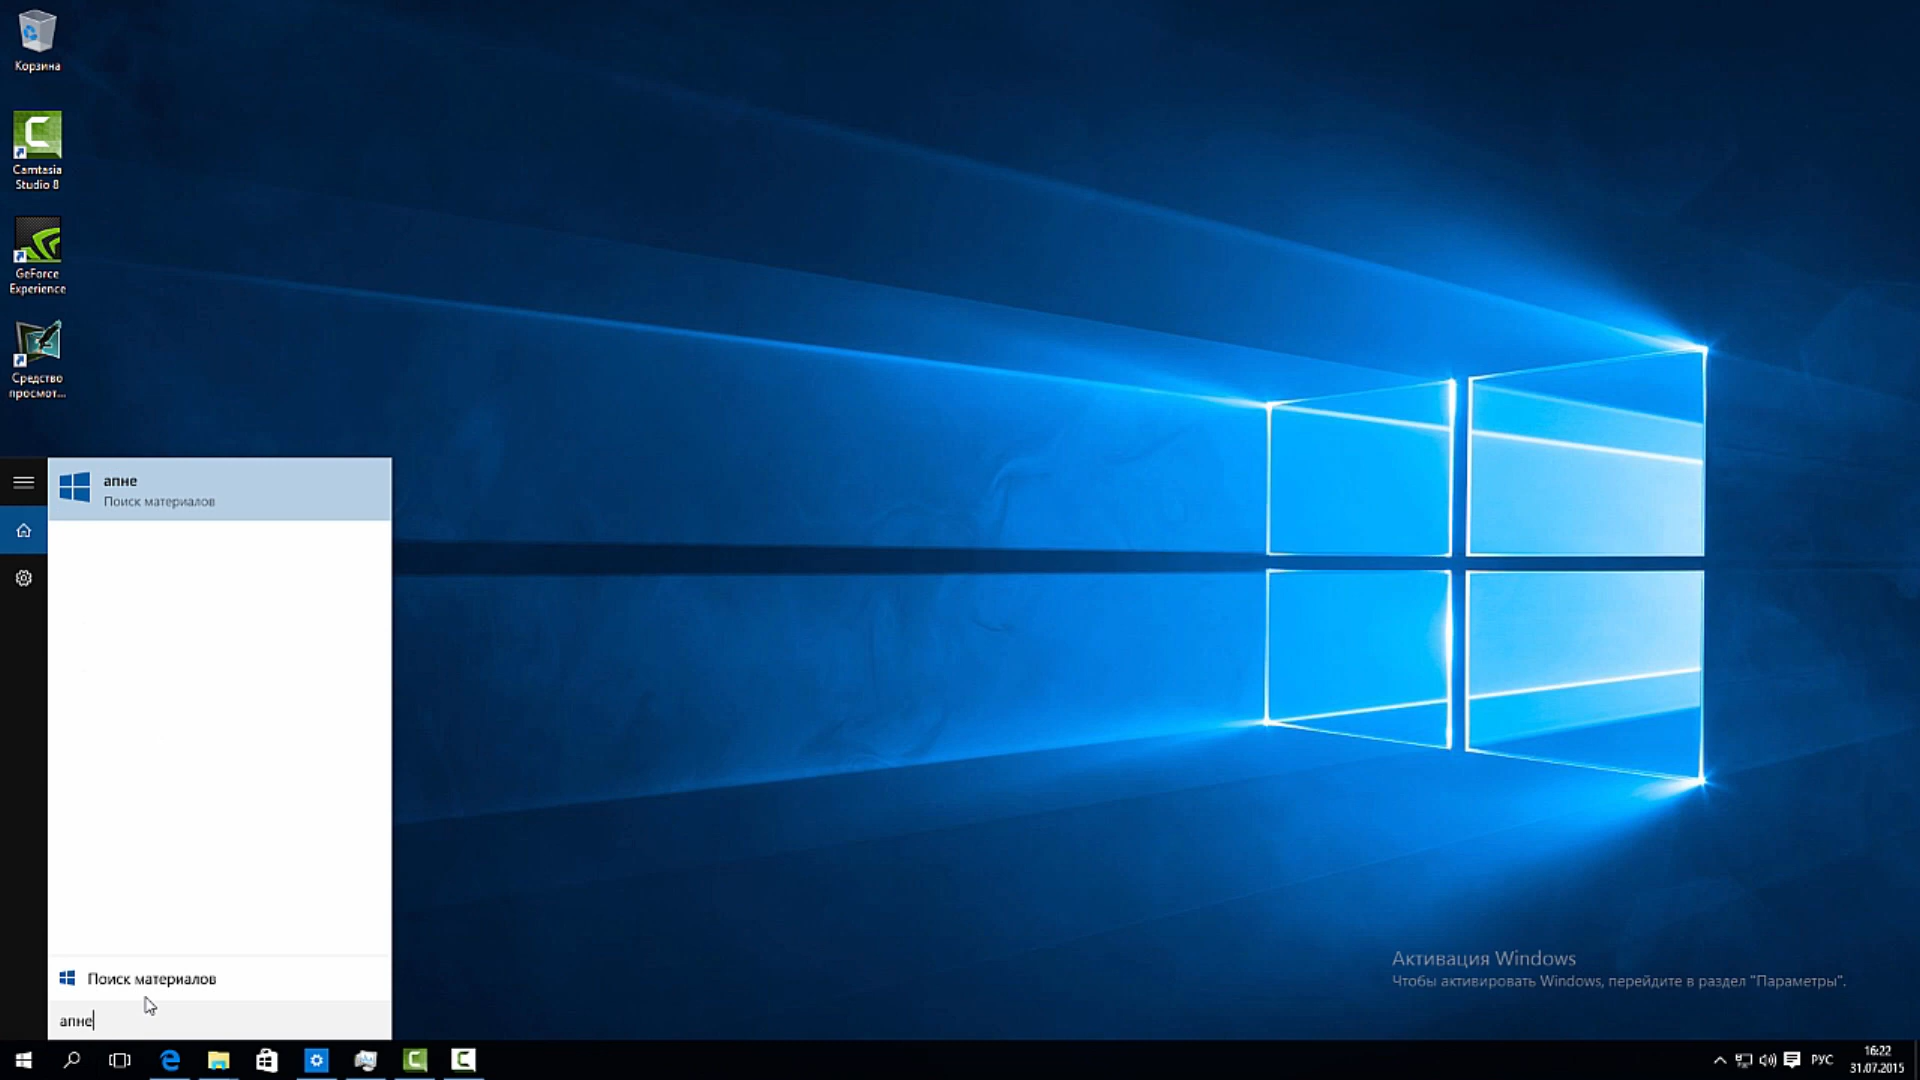 Корзина
Camtasia
Studio 8
GeForce
Experience
Средство
просмот...
апне
Поиск материалов
Поиск материалов
апне
Активация Windows
Чтобы активировать Windows, перейдите в раздел "Параметры".
РУС
16:22
31.07.2015